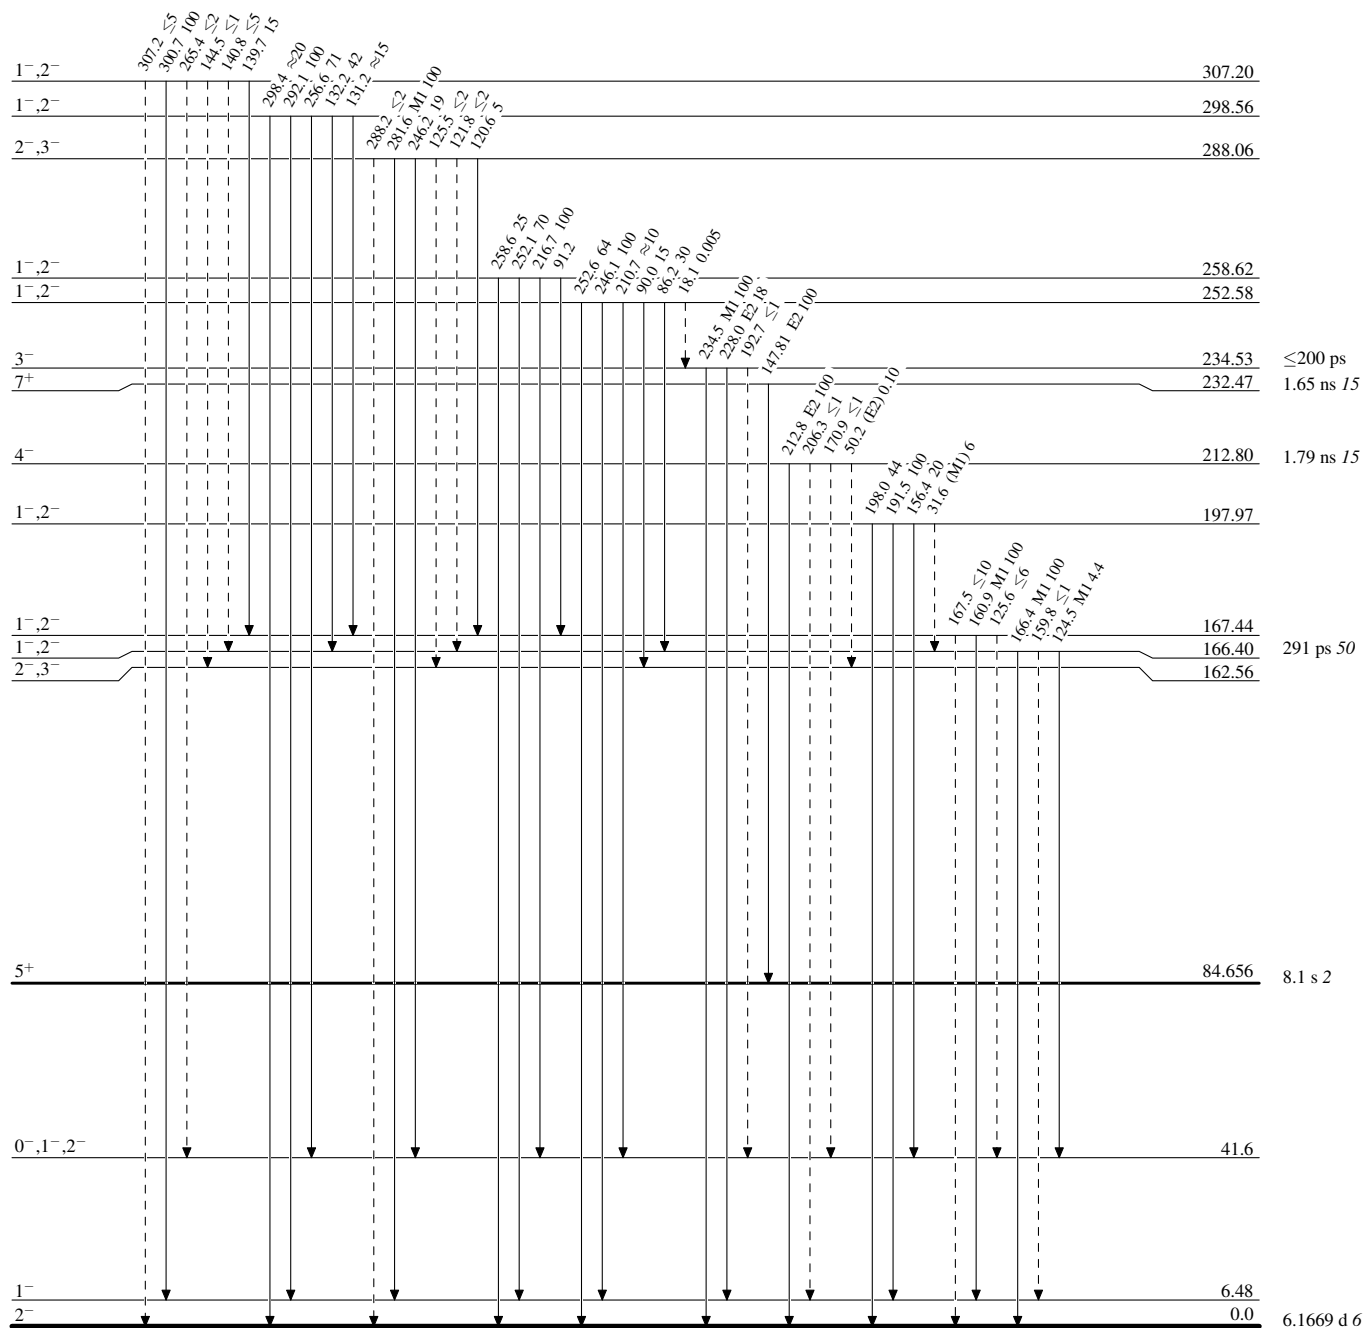 307.2 ≤5
300.7 100
265.4 ≤2
144.5 ≤1
140.8 ≤5
139.7 15
1⁻,2⁻ 307.20
298.4 ≈20
292.1 100
256.6 71
132.2 42
131.2 ≈15
1⁻,2⁻ 298.56
288.2 ≤2
281.6 M1 100
246.2 19
125.5 ≤2
121.8 ≤2
120.6 5
2⁻,3⁻ 288.06
258.6 25
252.1 70
216.7 100
91.2
1⁻,2⁻ 258.62
252.6 64
246.1 100
210.7 ≈10
90.0 15
86.2 30
18.1 0.005
1⁻,2⁻ 252.58
234.5 M1 100
228.0 E2 18
192.7 ≤1
3⁻ 234.53 ≤200 ps
147.81 E2 100
7⁺ 232.47 1.65 ns 15
212.8 E2 100
206.3 ≤1
170.9 ≤1
50.2 (E2) 0.10
4⁻ 212.80 1.79 ns 15
198.0 44
191.5 100
156.4 20
31.6 (M1) 6
1⁻,2⁻ 197.97
167.5 ≤10
160.9 M1 100
125.6 ≤6
1⁻,2⁻ 167.44
166.4 M1 100
159.8 ≤1
124.5 M1 4.4
1⁻,2⁻ 166.40 291 ps 50
2⁻,3⁻ 162.56
5⁺ 84.656 8.1 s 2
0⁻,1⁻,2⁻ 41.6
1⁻ 6.48
2⁻ 0.0 6.1669 d 6